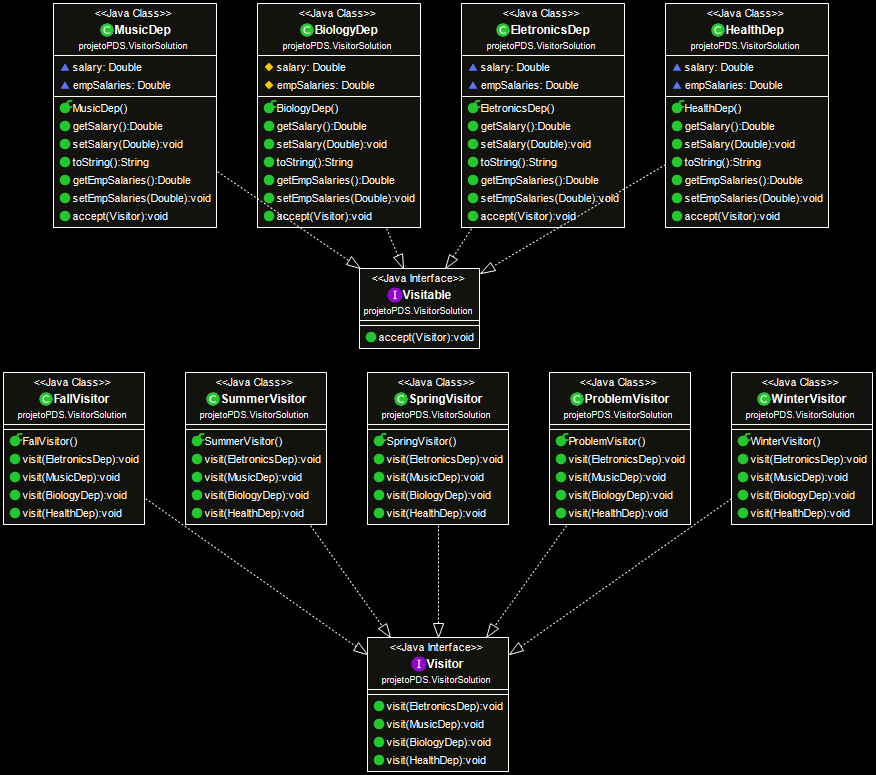 <<Java Class>>
MusicDep
projetoPDS.VisitorSolution
salary: Double
empSalaries: Double
MusicDep()
getSalary():Double
setSalary(Double):void
toString():String
getEmpSalaries():Double
setEmpSalaries(Double):void
accept(Visitor):void
<<Java Class>>
BiologyDep
projetoPDS.VisitorSolution
salary: Double
empSalaries: Double
BiologyDep()
getSalary():Double
setSalary(Double):void
toString():String
getEmpSalaries():Double
setEmpSalaries(Double):void
accept(Visitor):void
<<Java Class>>
EletronicsDep
projetoPDS.VisitorSolution
salary: Double
empSalaries: Double
EletronicsDep()
getSalary():Double
setSalary(Double):void
toString():String
getEmpSalaries():Double
setEmpSalaries(Double):void
accept(Visitor):void
<<Java Class>>
HealthDep
projetoPDS.VisitorSolution
salary: Double
empSalaries: Double
HealthDep()
getSalary():Double
setSalary(Double):void
toString():String
getEmpSalaries():Double
setEmpSalaries(Double):void
accept(Visitor):void
<<Java Interface>>
Visitable
projetoPDS.VisitorSolution
accept(Visitor):void
<<Java Class>>
FallVisitor
projetoPDS.VisitorSolution
FallVisitor()
visit(EletronicsDep):void
visit(MusicDep):void
visit(BiologyDep):void
visit(HealthDep):void
<<Java Class>>
SummerVisitor
projetoPDS.VisitorSolution
SummerVisitor()
visit(EletronicsDep):void
visit(MusicDep):void
visit(BiologyDep):void
visit(HealthDep):void
<<Java Class>>
SpringVisitor
projetoPDS.VisitorSolution
SpringVisitor()
visit(EletronicsDep):void
visit(MusicDep):void
visit(BiologyDep):void
visit(HealthDep):void
<<Java Class>>
ProblemVisitor
projetoPDS.VisitorSolution
ProblemVisitor()
visit(EletronicsDep):void
visit(MusicDep):void
visit(BiologyDep):void
visit(HealthDep):void
<<Java Class>>
WinterVisitor
projetoPDS.VisitorSolution
WinterVisitor()
visit(EletronicsDep):void
visit(MusicDep):void
visit(BiologyDep):void
visit(HealthDep):void
<<Java Interface>>
Visitor
projetoPDS.VisitorSolution
visit(EletronicsDep):void
visit(MusicDep):void
visit(BiologyDep):void
visit(HealthDep):void